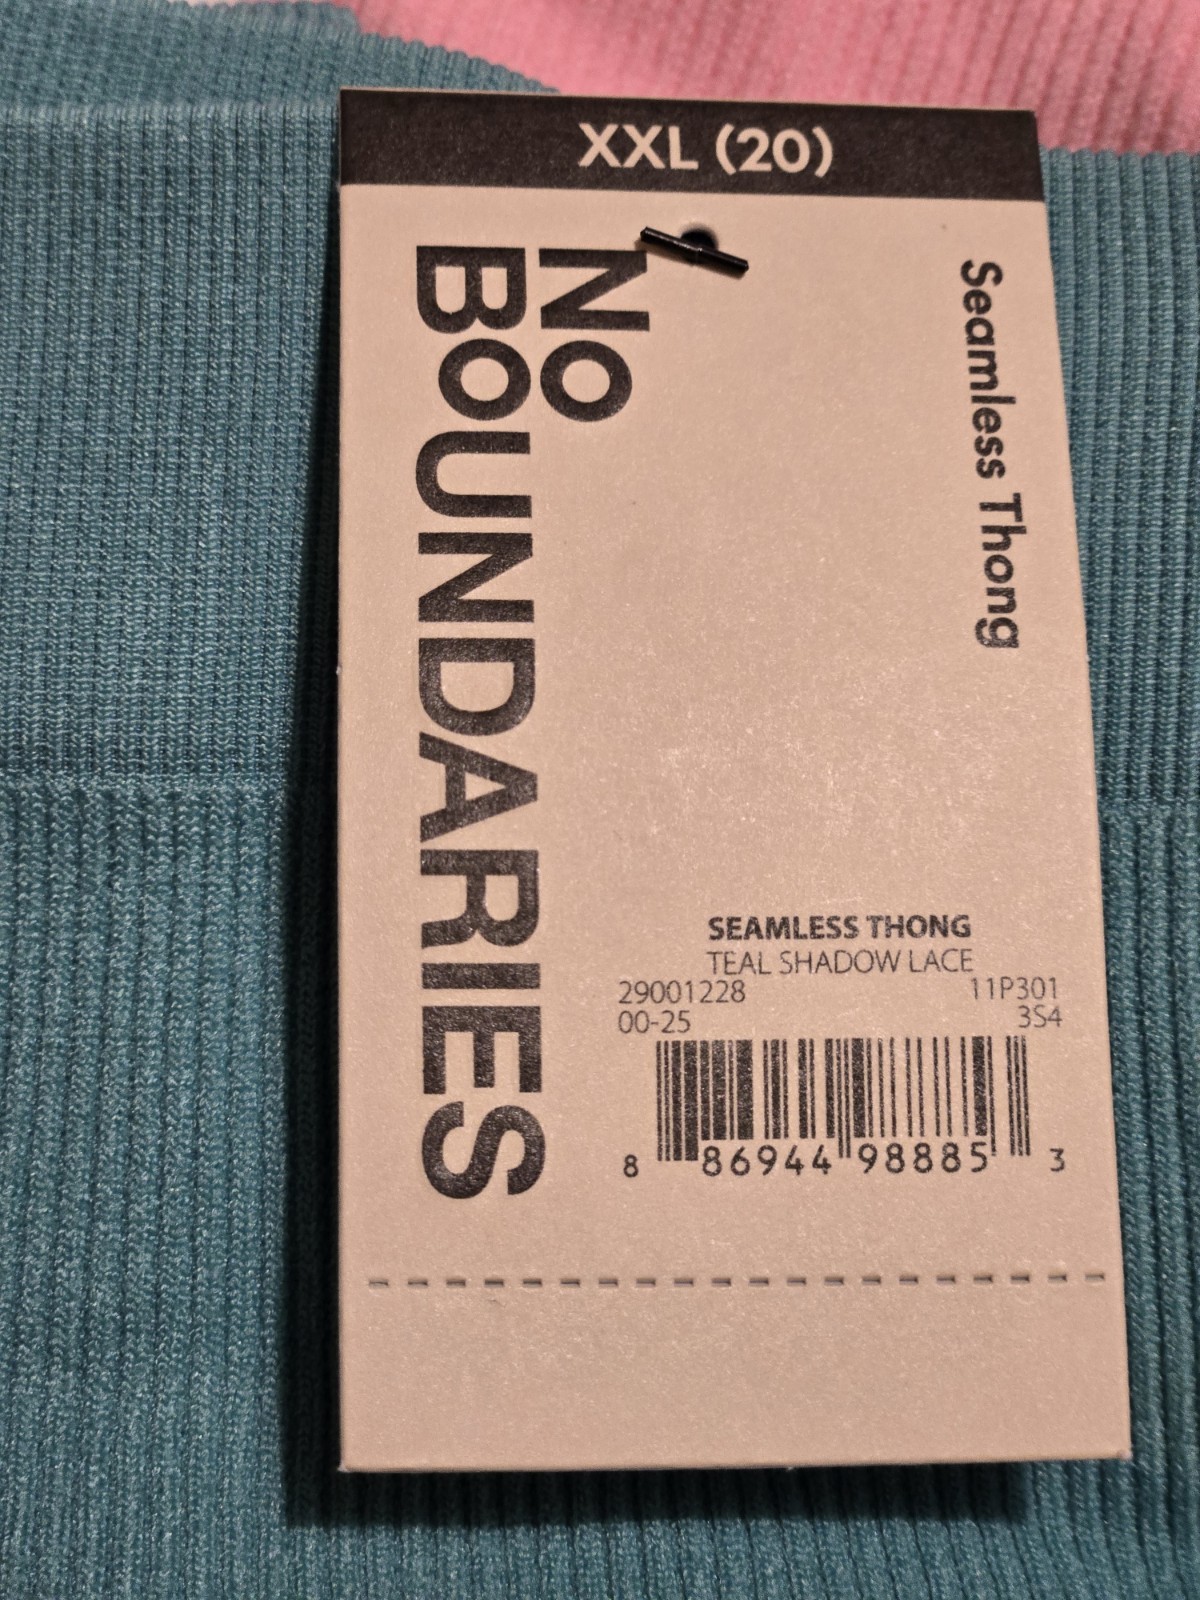 XXL (20)
NO
BOUNDARIES
Seamless Thong
SEAMLESS THONG
TEAL SHADOW LACE
29001228 11P301
00-25 3S4
8 86944 98885 3